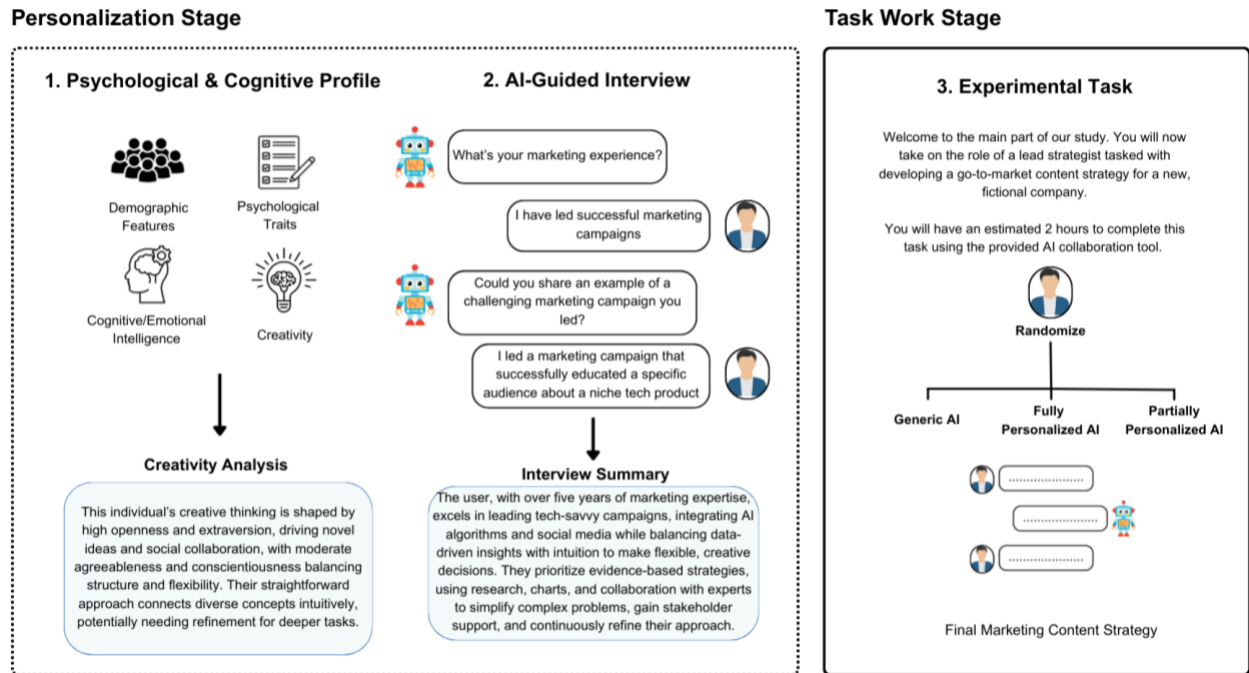 Personalization Stage
1. Psychological & Cognitive Profile
Demographic
Features
Psychological
Traits
Cognitive/Emotional
Intelligence
Creativity
Creativity Analysis
This individual's creative thinking is shaped by
high openness and extraversion, driving novel
ideas and social collaboration, with moderate
agreeableness and conscientiousness balancing
structure and flexibility. Their straightforward
approach connects diverse concepts intuitively,
potentially needing refinement for deeper tasks.
2. AI-Guided Interview
What's your marketing experience?
I have led successful marketing
campaigns
Could you share an example of a
challenging marketing campaign you
led?
I led a marketing campaign that
successfully educated a specific
audience about a niche tech product
Interview Summary
The user, with over five years of marketing expertise,
excels in leading tech-savvy campaigns, integrating AI
algorithms and social media while balancing data-
driven insights with intuition to make flexible, creative
decisions. They prioritize evidence-based strategies,
using research, charts, and collaboration with experts
to simplify complex problems, gain stakeholder
support, and continuously refine their approach.
Task Work Stage
3. Experimental Task
Welcome to the main part of our study. You will now
take on the role of a lead strategist tasked with
developing a go-to-market content strategy for a new,
fictional company.
You will have an estimated 2 hours to complete this
task using the provided AI collaboration tool.
Randomize
Generic AI
Fully
Personalized AI
Partially
Personalized AI
Final Marketing Content Strategy